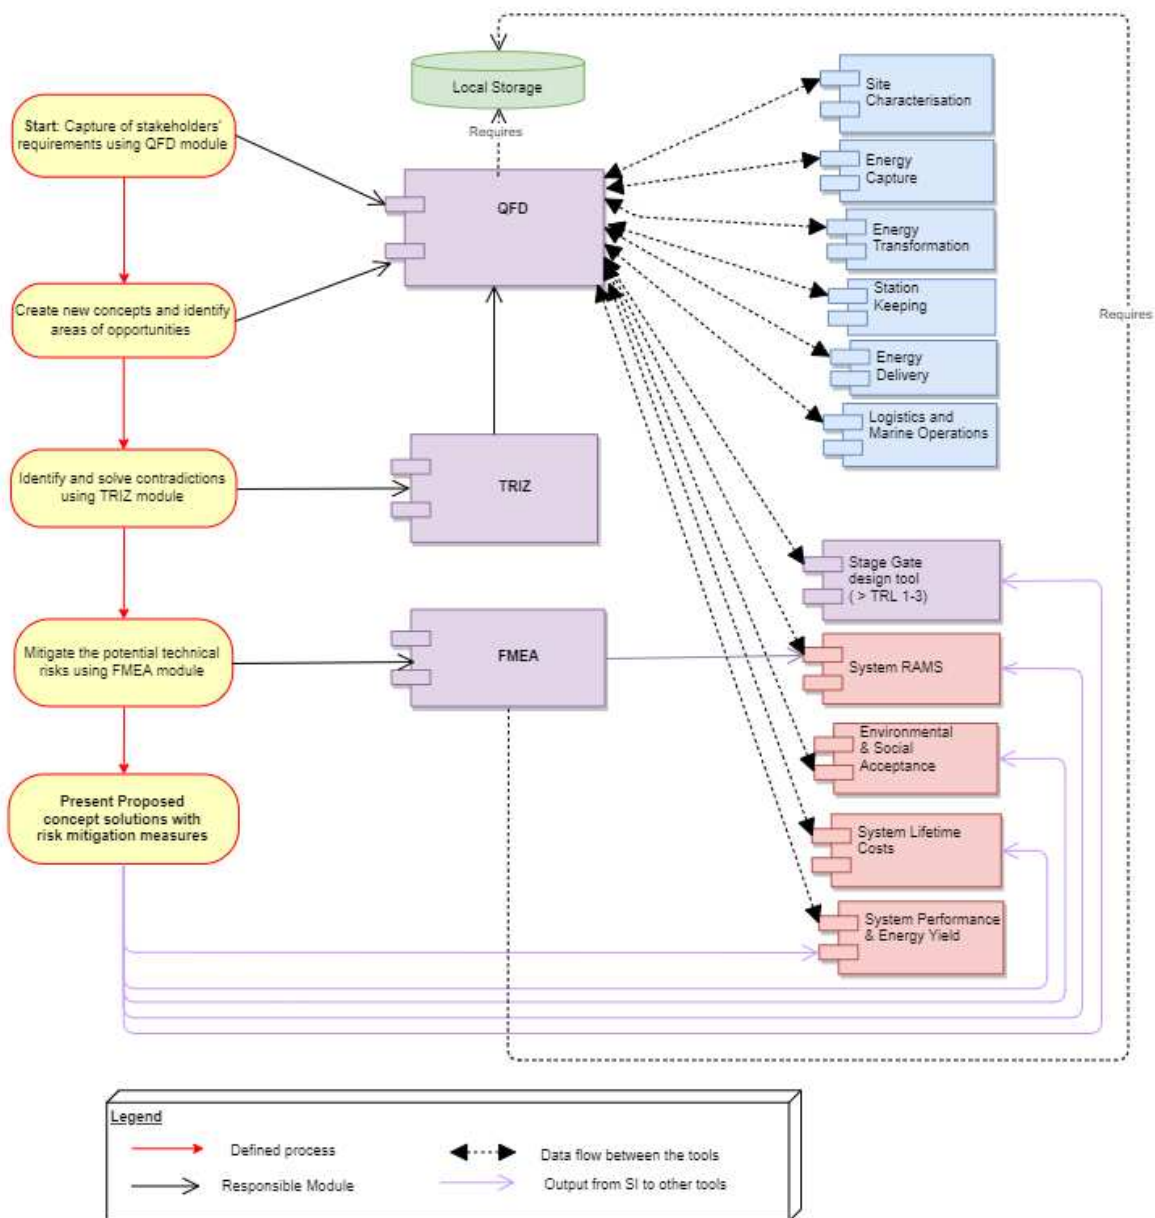 Local Storage
Requires
Start: Capture of stakeholders'
requirements using QFD module
Create new concepts and identify
areas of opportunities
Identify and solve contradictions
using TRIZ module
Mitigate the potential technical
risks using FMEA module
Present Proposed
concept solutions with
risk mitigation measures
QFD
TRIZ
FMEA
Site
Characterisation
Energy
Capture
Energy
Transformation
Station
Keeping
Energy
Delivery
Logistics and
Marine Operations
Requires
Stage Gate
design tool
( > TRL 1-3)
System RAMS
Environmental
& Social
Acceptance
System Lifetime
Costs
System Performance
& Energy Yield
Legend
Defined process
Data flow between the tools
Responsible Module
Output from SI to other tools